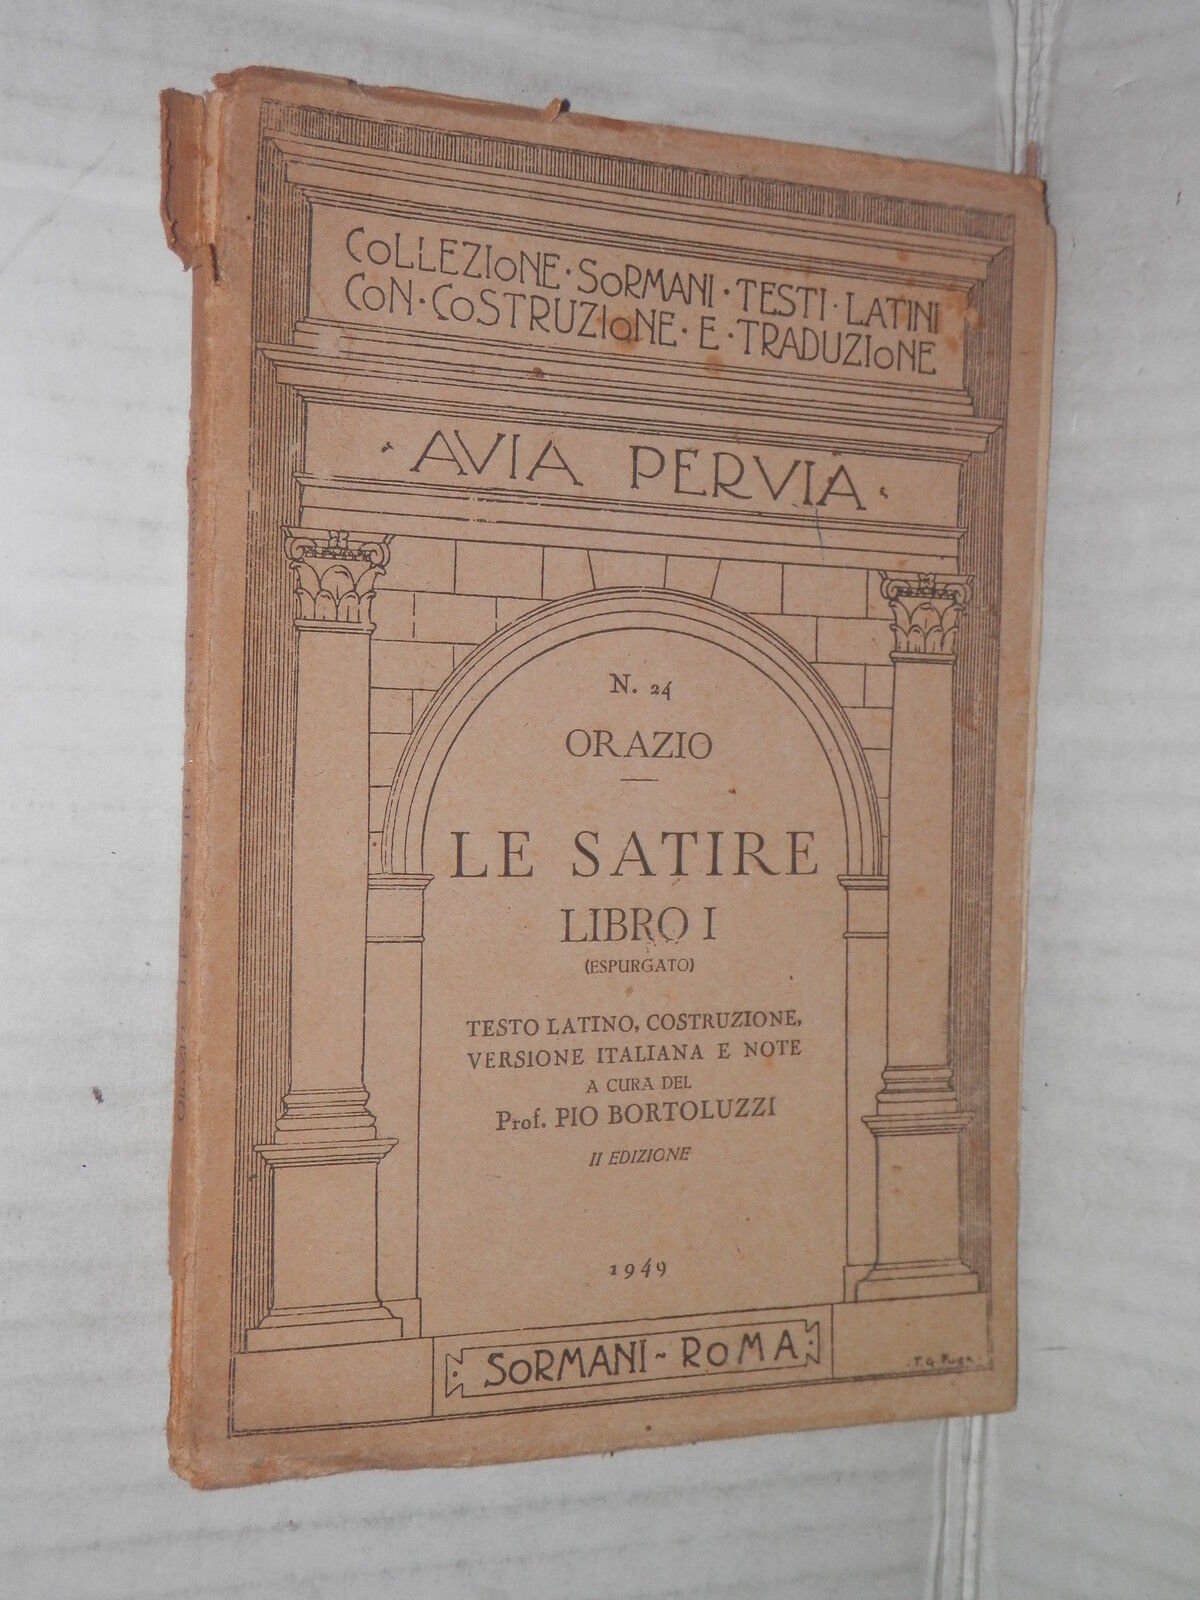 COLLEZIONE · SORMANI · TESTI · LATINI
CON · COSTRUZIONE · E · TRADUZIONE
· AVIA PERVIA ·
N. 24
ORAZIO
LE SATIRE
LIBRO I
(ESPURGATO)
TESTO LATINO, COSTRUZIONE,
VERSIONE ITALIANA E NOTE
A CURA DEL
Prof. PIO BORTOLUZZI
II EDIZIONE
1949
· SORMANI ~ ROMA ·